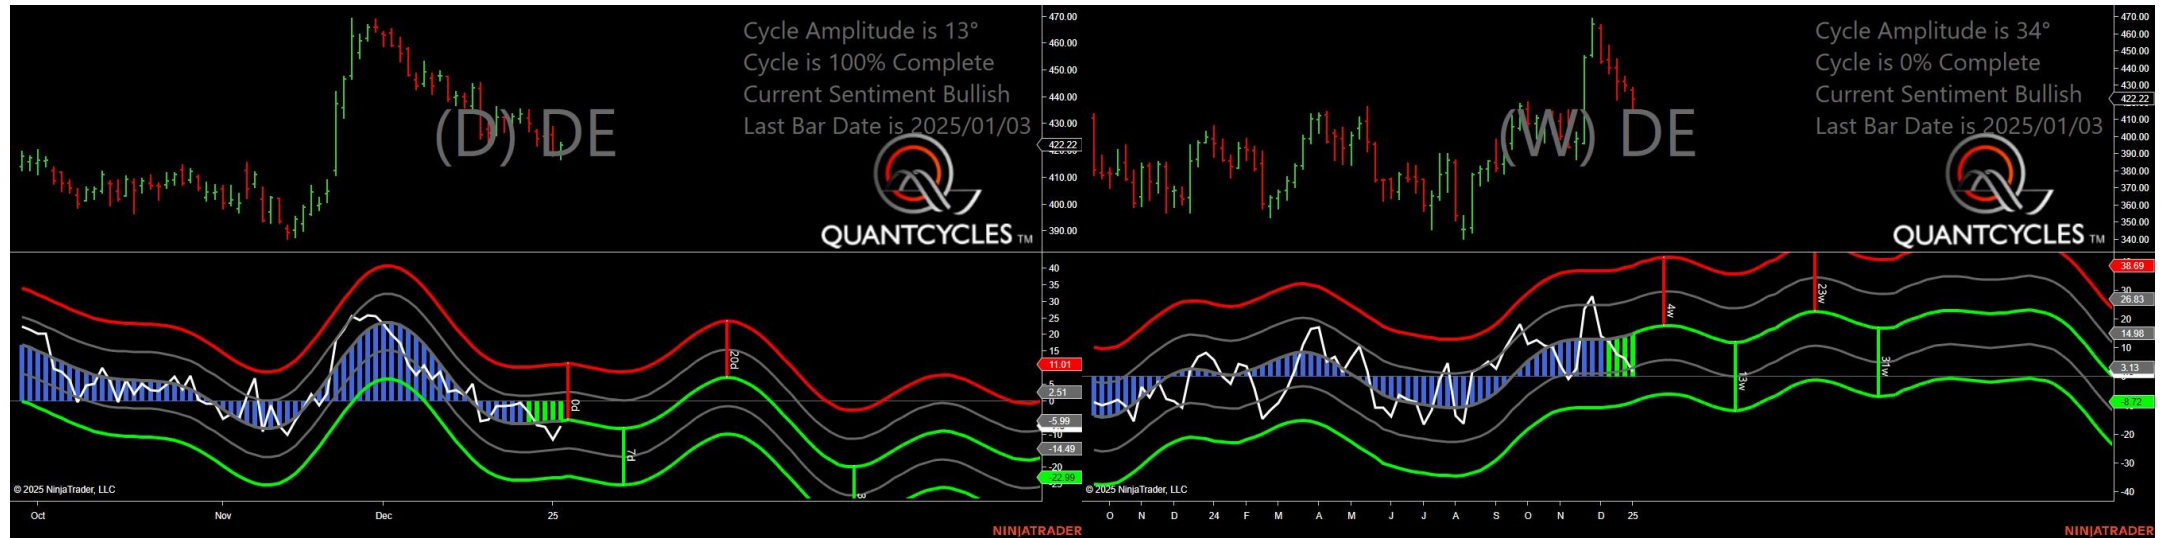 Cycle Amplitude is 13°
Cycle is 100% Complete
Current Sentiment Bullish
Last Bar Date is 2025/01/03
(D) DE
QUANTCYCLES TM
470.00
460.00
450.00
440.00
430.00
422.22
410.00
400.00
390.00
40
35
30
25
20
15
11.01
5
2.51
0
-5.99
-10
-14.49
-20
-22.99
0d
7d
20d
© 2025 NinjaTrader, LLC
Oct Nov Dec 25
NINJATRADER
Cycle Amplitude is 34°
Cycle is 0% Complete
Current Sentiment Bullish
Last Bar Date is 2025/01/03
(W) DE
QUANTCYCLES TM
470.00
460.00
450.00
440.00
430.00
422.22
410.00
400.00
390.00
380.00
370.00
360.00
350.00
340.00
38.69
30
26.83
20
14.98
10
3.13
-8.72
-20
-30
-40
4w
13w
23w
31w
© 2025 NinjaTrader, LLC
O N D 24 F M A M J J A S O N D 25
NINJATRADER